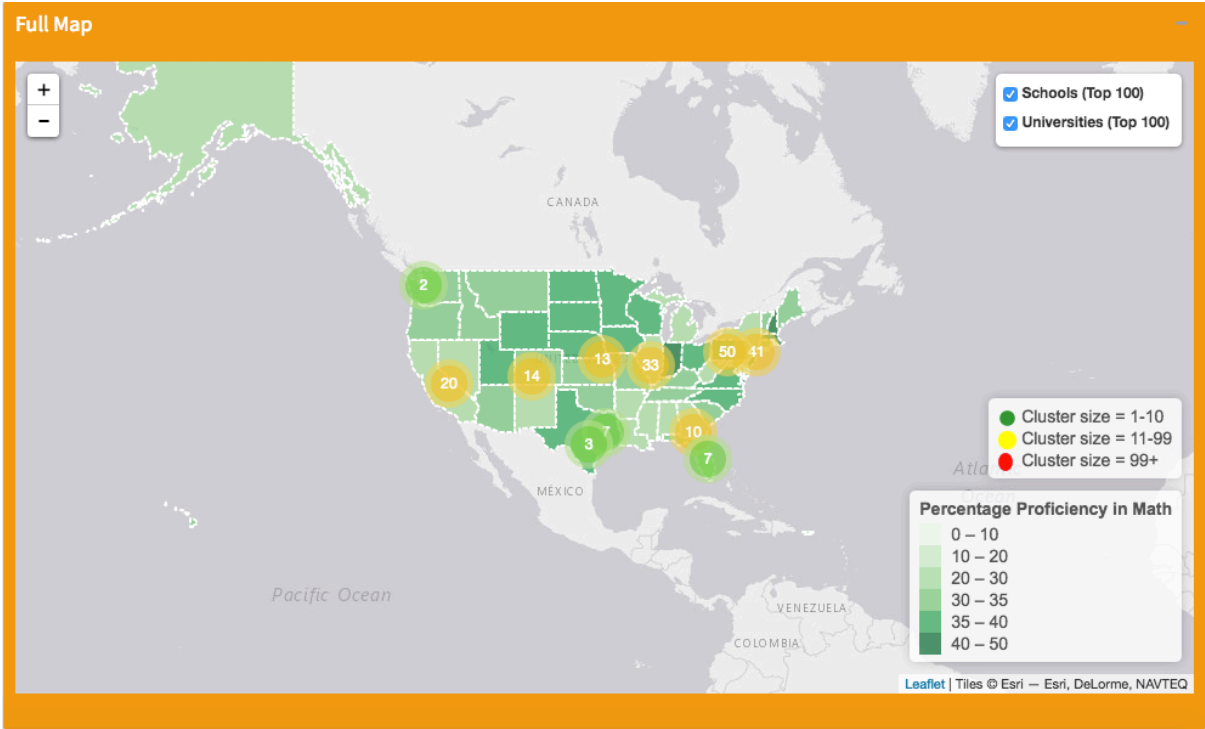 Full Map
−
+
−
Schools (Top 100)
Universities (Top 100)
CANADA
2
50
41
13
33
14
20
7
10
3
7
MÉXICO
Cluster size = 1-10
Cluster size = 11-99
Cluster size = 99+
Ocean
Percentage Proficiency in Math
0 – 10
10 – 20
20 – 30
30 – 35
35 – 40
40 – 50
Pacific Ocean
VENEZUELA
COLOMBIA
Leaflet | Tiles © Esri — Esri, DeLorme, NAVTEQ